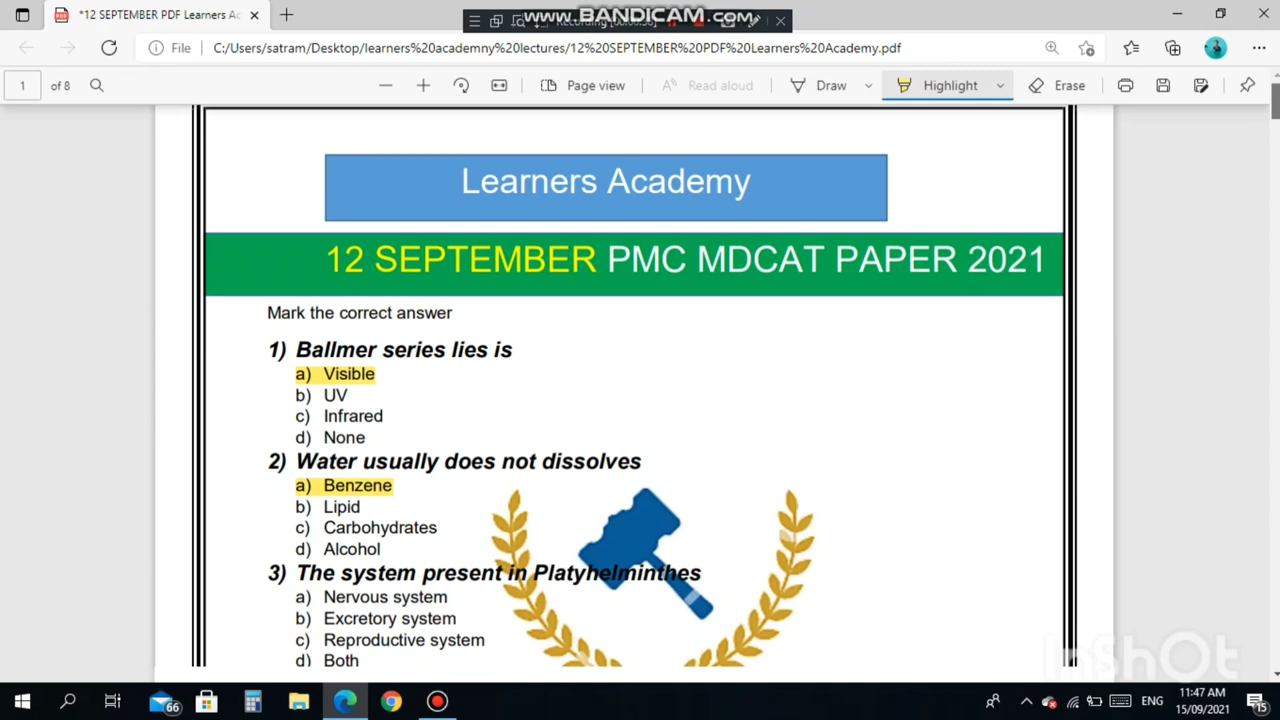 *12 SEPTEMBER PDF Learners Ac
www.BANDICAM.com
File
C:/Users/satram/Desktop/learners%20academny%20lectures/12%20SEPTEMBER%20PDF%20Learners%20Academy.pdf
1 of 8
Page view
Read aloud
Draw
Highlight
Erase
Learners Academy
12 SEPTEMBER PMC MDCAT PAPER 2021
Mark the correct answer
1) Ballmer series lies is
a) Visible
b) UV
c) Infrared
d) None
2) Water usually does not dissolves
a) Benzene
b) Lipid
c) Carbohydrates
d) Alcohol
3) The system present in Platyhelminthes
a) Nervous system
b) Excretory system
c) Reproductive system
d) Both
InShOt
66
ENG
11:47 AM
15/09/2021
15